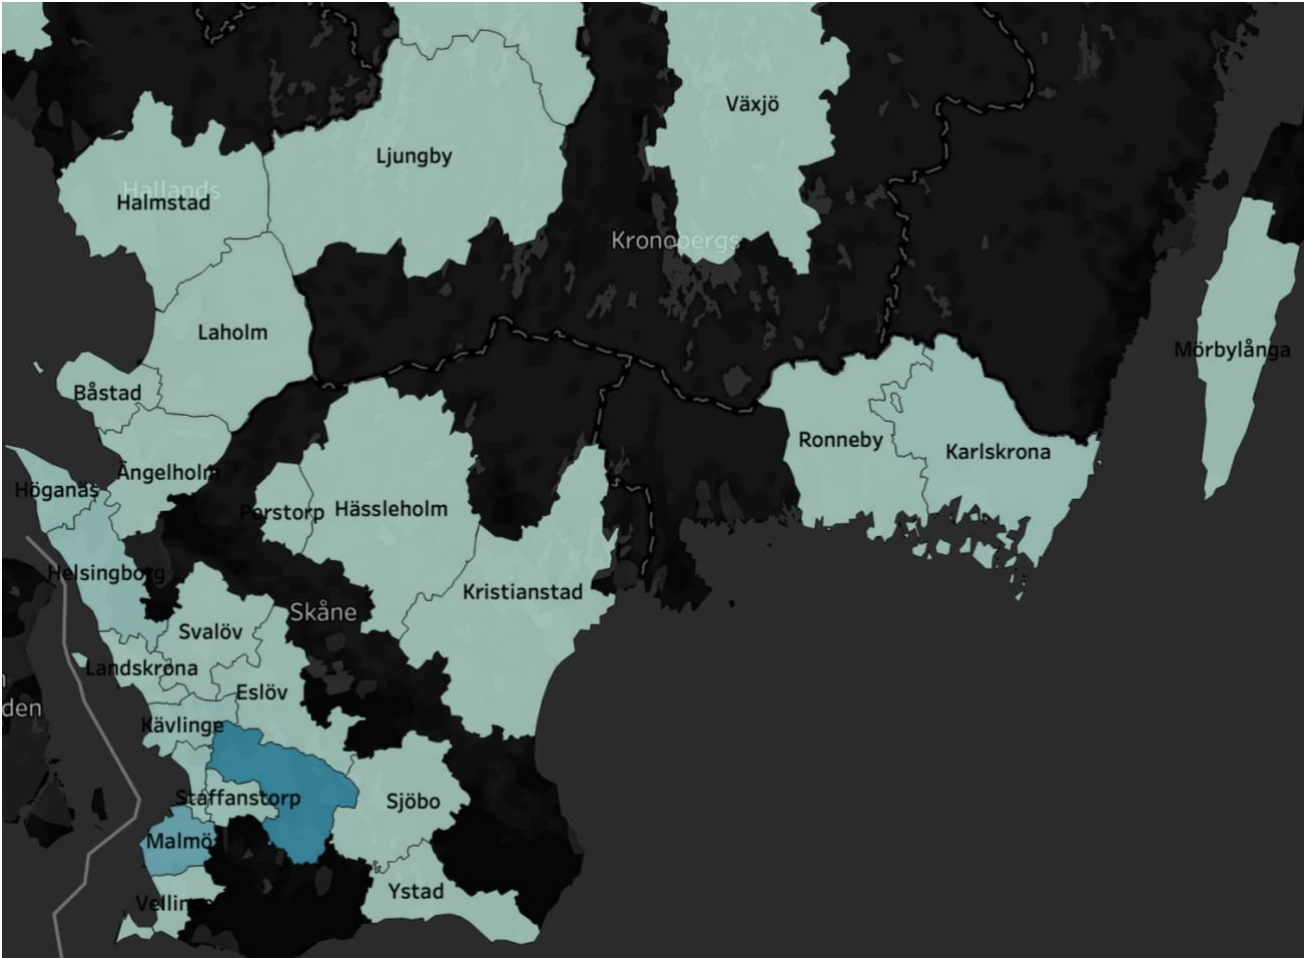 Växjö
Ljungby
Hallands
Halmstad
Kronobergs
Laholm
Mörbylånga
Båstad
Ronneby
Karlskrona
Ängelholm
Höganäs
Perstorp
Hässleholm
Helsingborg
Kristianstad
Skåne
Svalöv
Landskrona
Eslöv
den
Kävlinge
Staffanstorp
Sjöbo
Malmö
Ystad